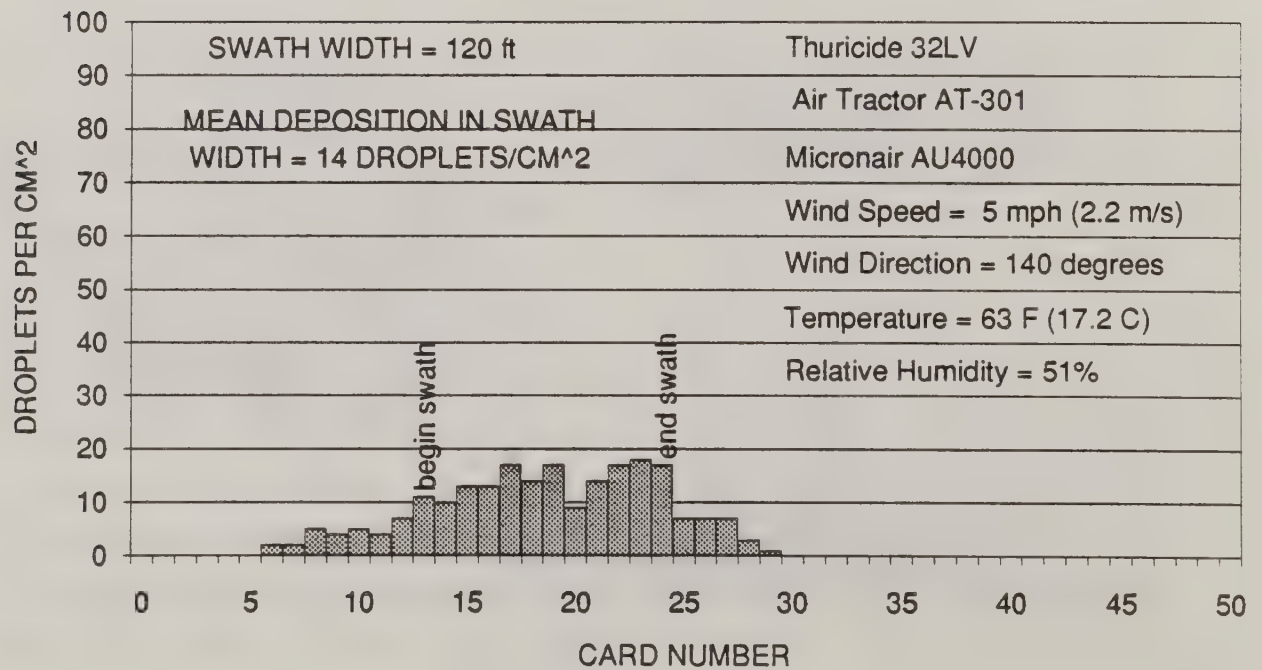 100
90
80
70
60
50
40
30
20
10
0
DROPLETS PER CM^2
SWATH WIDTH = 120 ft
MEAN DEPOSITION IN SWATH
WIDTH = 14 DROPLETS/CM^2
Thuricide 32LV
Air Tractor AT-301
Micronair AU4000
Wind Speed = 5 mph (2.2 m/s)
Wind Direction = 140 degrees
Temperature = 63 F (17.2 C)
Relative Humidity = 51%
begin swath
end swath
0 5 10 15 20 25 30 35 40 45 50
CARD NUMBER